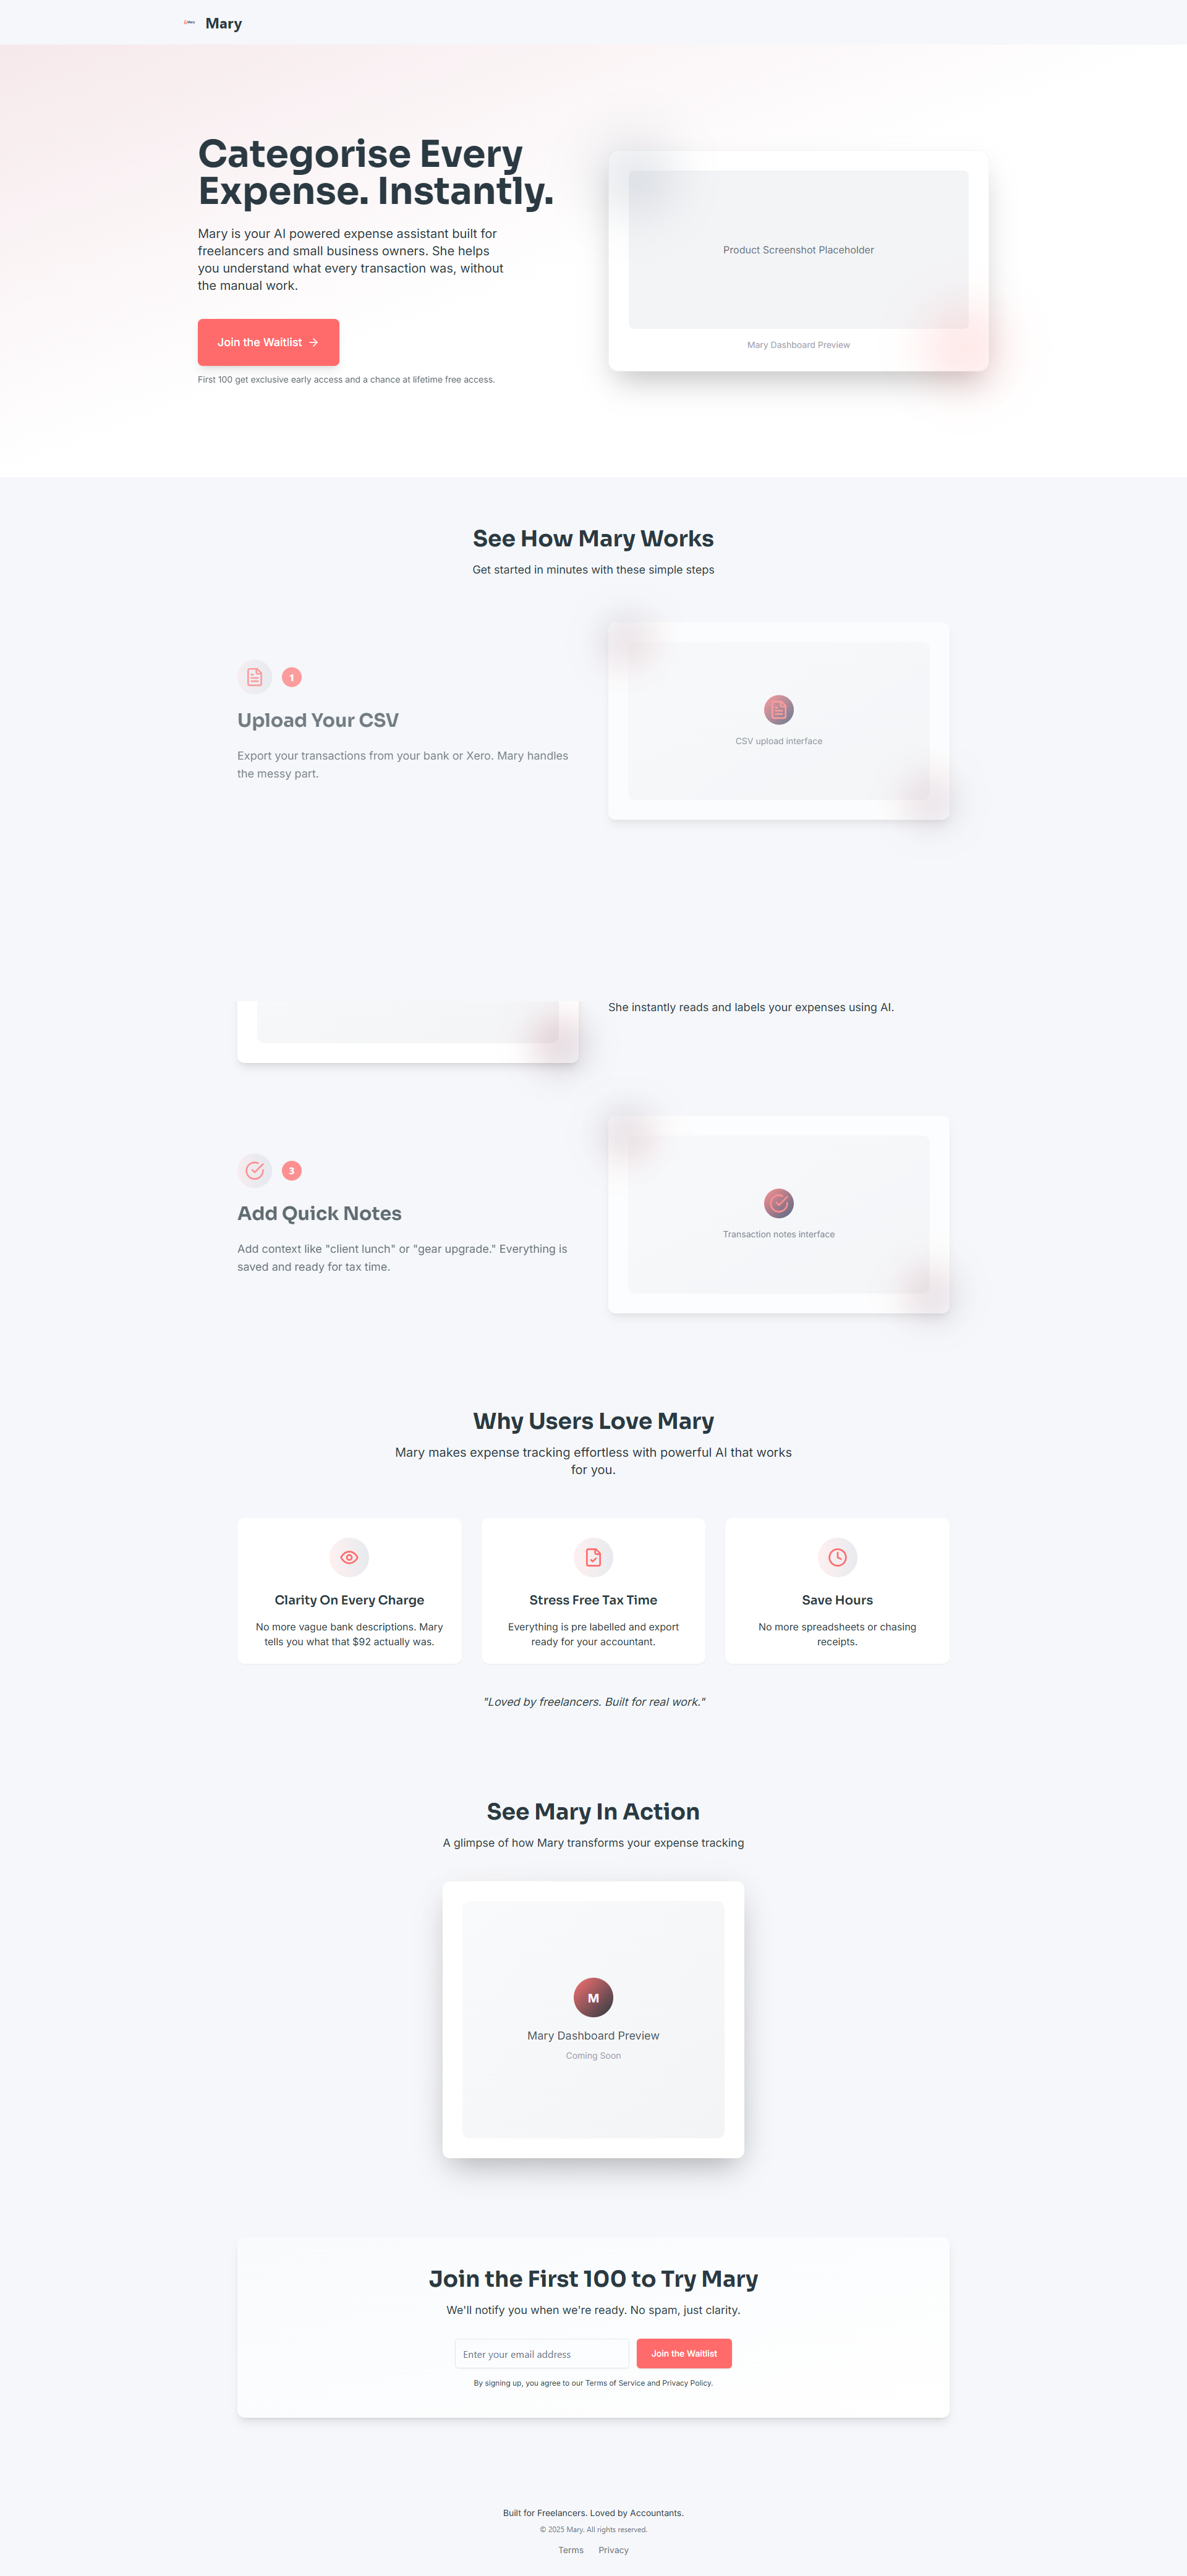 Mary
Categorise Every
Expense. Instantly.
Mary is your AI powered expense assistant built for
freelancers and small business owners. She helps
you understand what every transaction was, without
the manual work.
Join the Waitlist →
First 100 get exclusive early access and a chance at lifetime free access.
Product Screenshot Placeholder
Mary Dashboard Preview
See How Mary Works
Get started in minutes with these simple steps
1
Upload Your CSV
Export your transactions from your bank or Xero. Mary handles
the messy part.
CSV upload interface
She instantly reads and labels your expenses using AI.
3
Add Quick Notes
Add context like "client lunch" or "gear upgrade." Everything is
saved and ready for tax time.
Transaction notes interface
Why Users Love Mary
Mary makes expense tracking effortless with powerful AI that works
for you.
Clarity On Every Charge
No more vague bank descriptions. Mary
tells you what that $92 actually was.
Stress Free Tax Time
Everything is pre labelled and export
ready for your accountant.
Save Hours
No more spreadsheets or chasing
receipts.
"Loved by freelancers. Built for real work."
See Mary In Action
A glimpse of how Mary transforms your expense tracking
M
Mary Dashboard Preview
Coming Soon
Join the First 100 to Try Mary
We'll notify you when we're ready. No spam, just clarity.
Enter your email address
Join the Waitlist
By signing up, you agree to our Terms of Service and Privacy Policy.
Built for Freelancers. Loved by Accountants.
© 2025 Mary. All rights reserved.
Terms Privacy